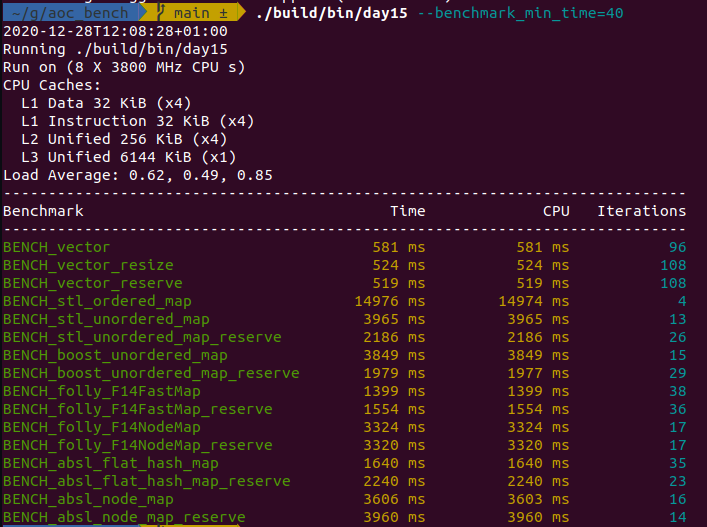 ~/g/aoc_bench main ± ./build/bin/day15 --benchmark_min_time=40
2020-12-28T12:08:28+01:00
Running ./build/bin/day15
Run on (8 X 3800 MHz CPU s)
CPU Caches:
  L1 Data 32 KiB (x4)
  L1 Instruction 32 KiB (x4)
  L2 Unified 256 KiB (x4)
  L3 Unified 6144 KiB (x1)
Load Average: 0.62, 0.49, 0.85
----------------------------------------------------------------------------
Benchmark Time CPU Iterations
----------------------------------------------------------------------------
BENCH_vector 581 ms 581 ms 96
BENCH_vector_resize 524 ms 524 ms 108
BENCH_vector_reserve 519 ms 519 ms 108
BENCH_stl_ordered_map 14976 ms 14974 ms 4
BENCH_stl_unordered_map 3965 ms 3965 ms 13
BENCH_stl_unordered_map_reserve 2186 ms 2186 ms 26
BENCH_boost_unordered_map 3849 ms 3849 ms 15
BENCH_boost_unordered_map_reserve 1979 ms 1977 ms 29
BENCH_folly_F14FastMap 1399 ms 1399 ms 38
BENCH_folly_F14FastMap_reserve 1554 ms 1554 ms 36
BENCH_folly_F14NodeMap 3324 ms 3324 ms 17
BENCH_folly_F14NodeMap_reserve 3320 ms 3320 ms 17
BENCH_absl_flat_hash_map 1640 ms 1640 ms 35
BENCH_absl_flat_hash_map_reserve 2240 ms 2240 ms 23
BENCH_absl_node_map 3606 ms 3603 ms 16
BENCH_absl_node_map_reserve 3960 ms 3960 ms 14